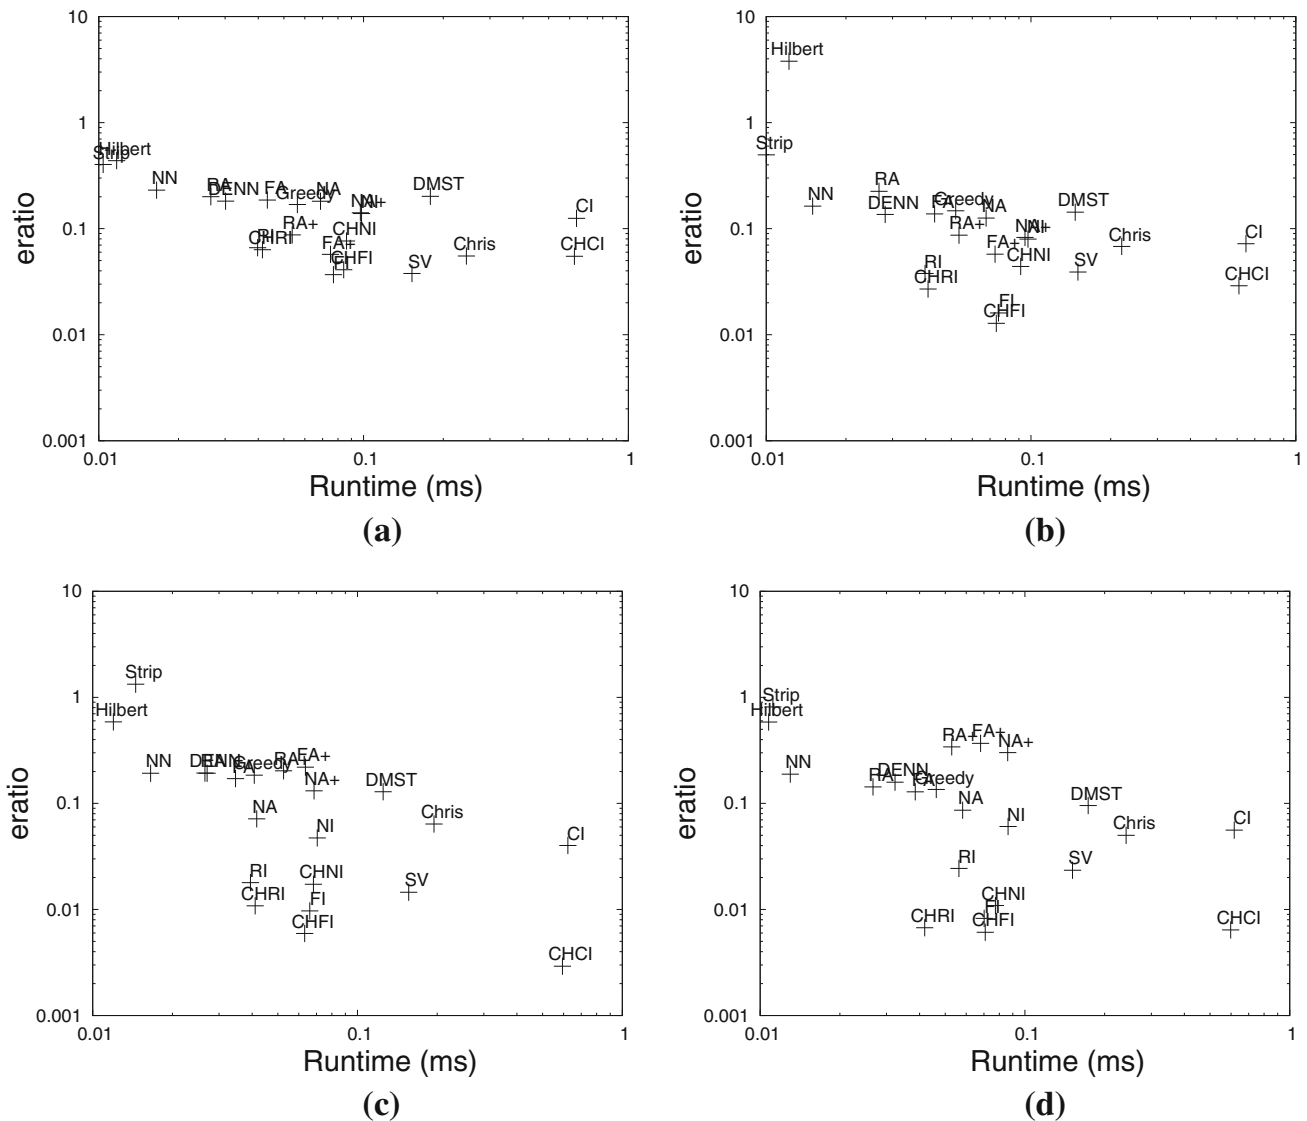 10
1
0.1
0.01
0.001
eratio
Hilbert
Strip
NN
RA
DENN
FA
Greedy
NA
NA+
NI
DMST
CI
RI
CHRI
RA+
CHNI
FA+
CHFI
FI
SV
Chris
CHCI
0.01
0.1
1
Runtime (ms)
(a)
10
1
0.1
0.01
0.001
eratio
Hilbert
Strip
NN
RA
DENN
FA
Greedy
NA
DMST
RA+
NA+
NI
FA+
Chris
CI
RI
CHRI
CHNI
SV
CHCI
FI
CHFI
0.01
0.1
1
Runtime (ms)
(b)
10
1
0.1
0.01
0.001
eratio
Strip
Hilbert
NN
DENN
RA
FA
Greedy
RA+
FA+
NA+
DMST
NA
NI
Chris
CI
RI
CHRI
CHNI
FI
CHFI
SV
CHCI
0.01
0.1
1
Runtime (ms)
(c)
10
1
0.1
0.01
0.001
eratio
Strip
Hilbert
NN
RA+
FA+
NA+
RA
DENN
FA
Greedy
NA
NI
DMST
Chris
CI
RI
SV
CHRI
CHNI
FI
CHFI
CHCI
0.01
0.1
1
Runtime (ms)
(d)